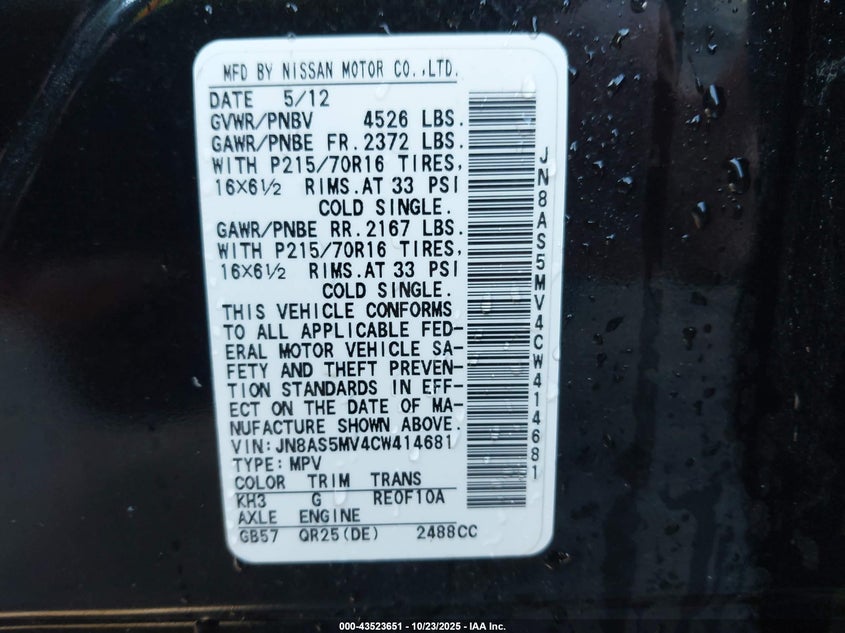 MFD BY NISSAN MOTOR CO.,LTD.
DATE 5/12
GVWR/PNBV 4526 LBS.
GAWR/PNBE FR.2372 LBS.
WITH P215/70R16 TIRES,
16×6½ RIMS.AT 33 PSI
COLD SINGLE.
GAWR/PNBE RR.2167 LBS.
WITH P215/70R16 TIRES,
16×6½ RIMS.AT 33 PSI
COLD SINGLE.
THIS VEHICLE CONFORMS
TO ALL APPLICABLE FED-
ERAL MOTOR VEHICLE SA-
FETY AND THEFT PREVEN-
TION STANDARDS IN EFF-
ECT ON THE DATE OF MA-
NUFACTURE SHOWN ABOVE.
VIN:JN8AS5MV4CW414681
TYPE:MPV
COLOR TRIM TRANS
KH3 G RE0F10A
AXLE ENGINE
GB57 QR25(DE) 2488CC
JN8AS5MV4CW414681
000-43523651 - 10/23/2025 - IAA Inc.